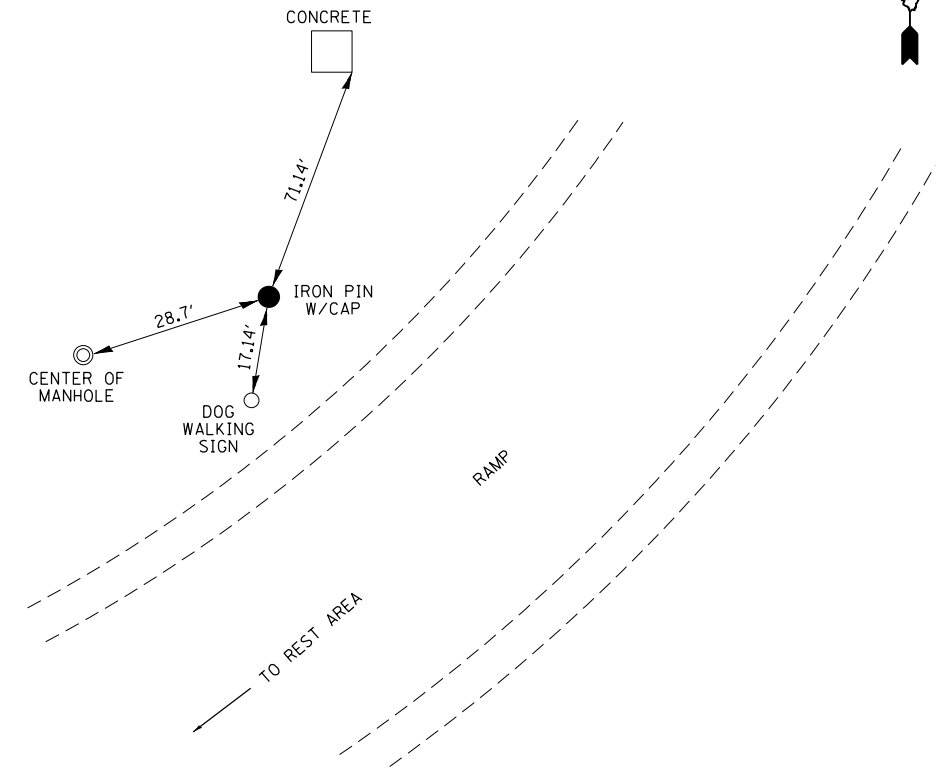 CONCRETE
71.14'
IRON PIN
W/CAP
28.7'
17.14'
CENTER OF
MANHOLE
DOG
WALKING
SIGN
RAMP
TO REST AREA